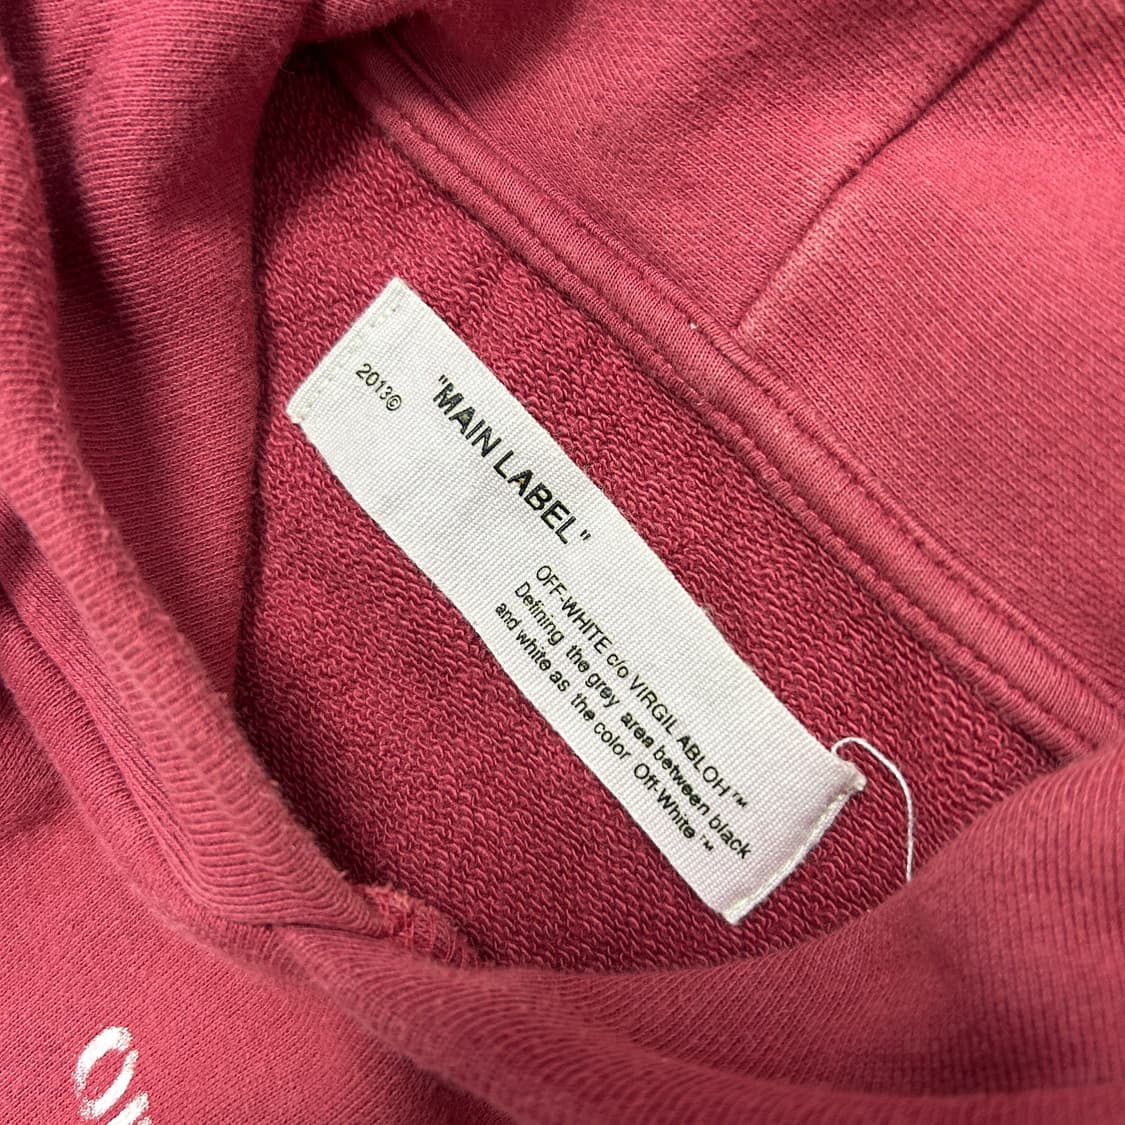 2013©
"MAIN LABEL"
OFF-WHITE c/o VIRGIL ABLOH™
Defining the grey area between black
and white as the color Off-White™